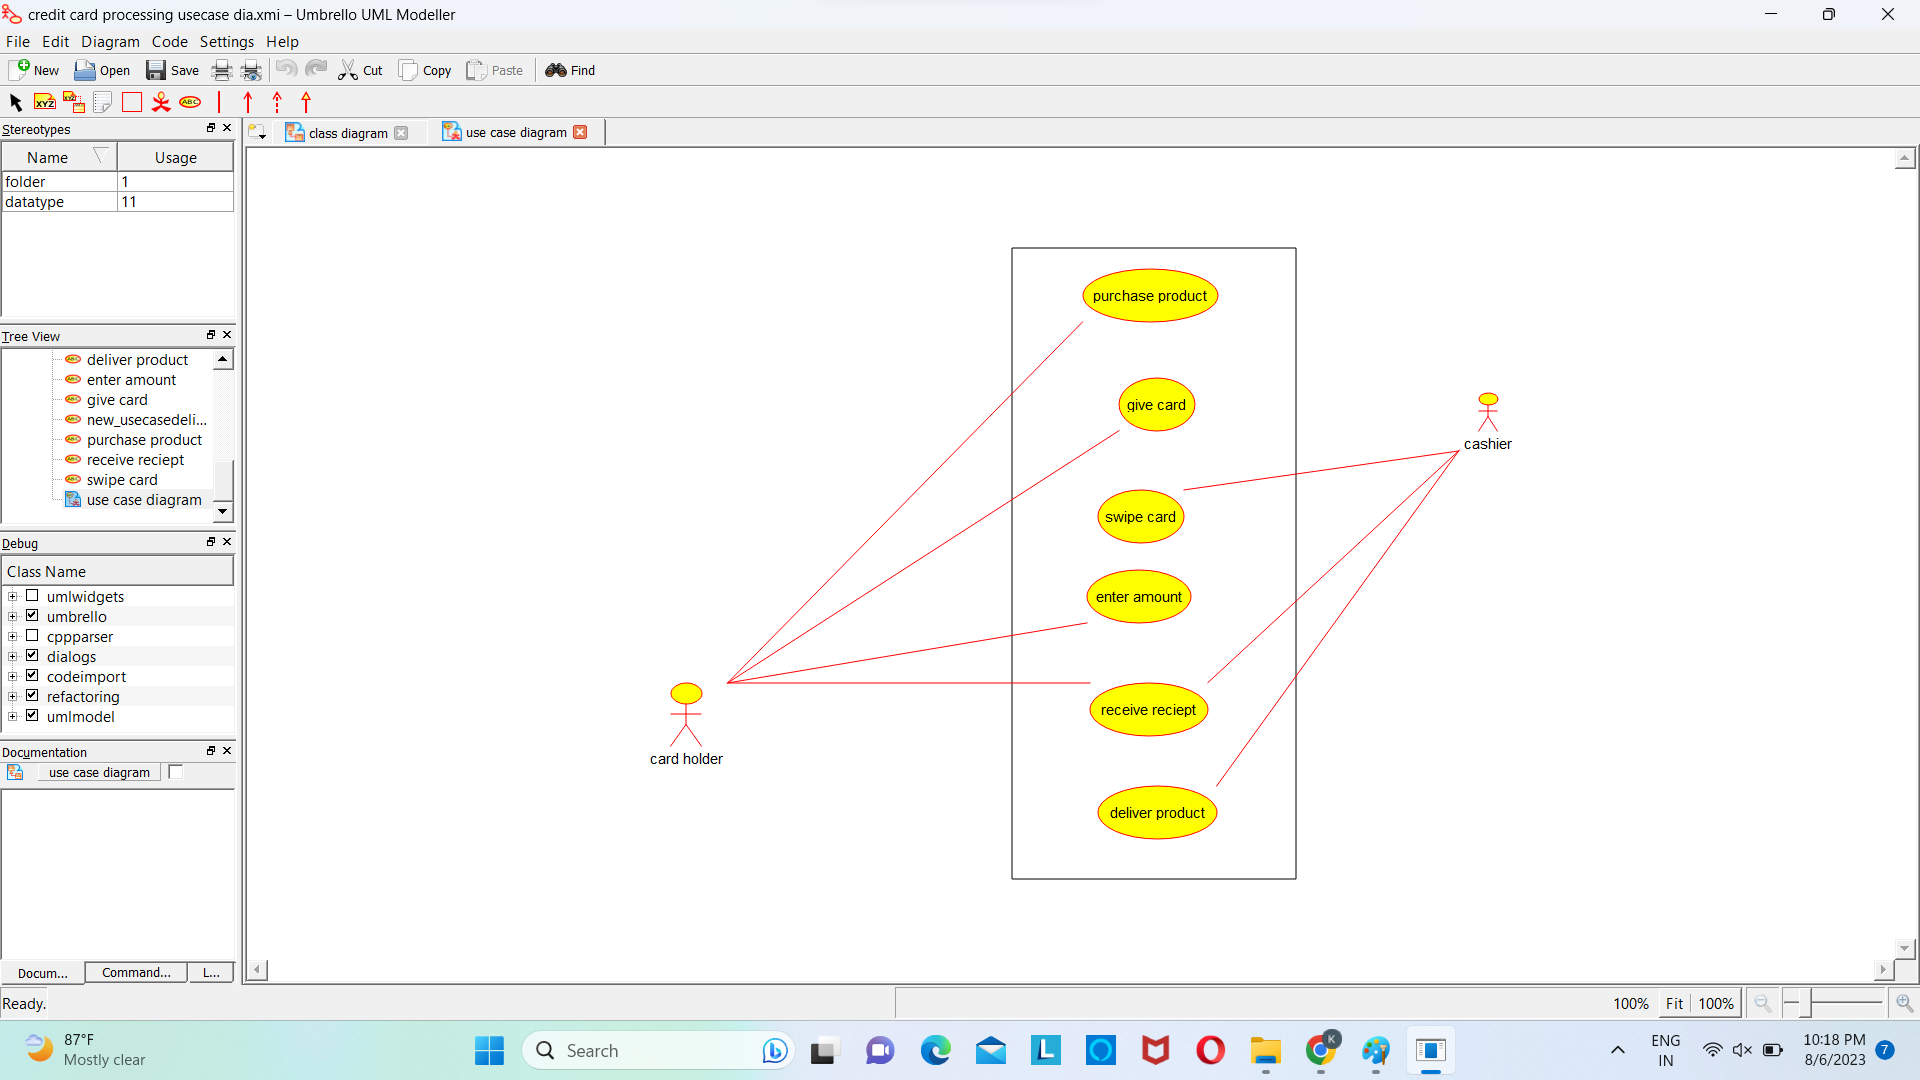 credit card processing usecase dia.xmi – Umbrello UML Modeller
File Edit Diagram Code Settings Help
New Open Save Cut Copy Paste Find
XYZ XYZ ABC
Stereotypes
class diagram use case diagram
Name Usage
folder 1
datatype 11
Tree View
deliver product
enter amount
give card
new_usecasedeli...
purchase product
receive reciept
swipe card
use case diagram
Debug
Class Name
umlwidgets
umbrello
cppparser
dialogs
codeimport
refactoring
umlmodel
Documentation
use case diagram
Docum... Command... L...
purchase product
give card
cashier
swipe card
enter amount
receive reciept
card holder
deliver product
Ready.
100% Fit 100%
87°F
Mostly clear
Search
L
K
ENG
IN
10:18 PM
8/6/2023
7